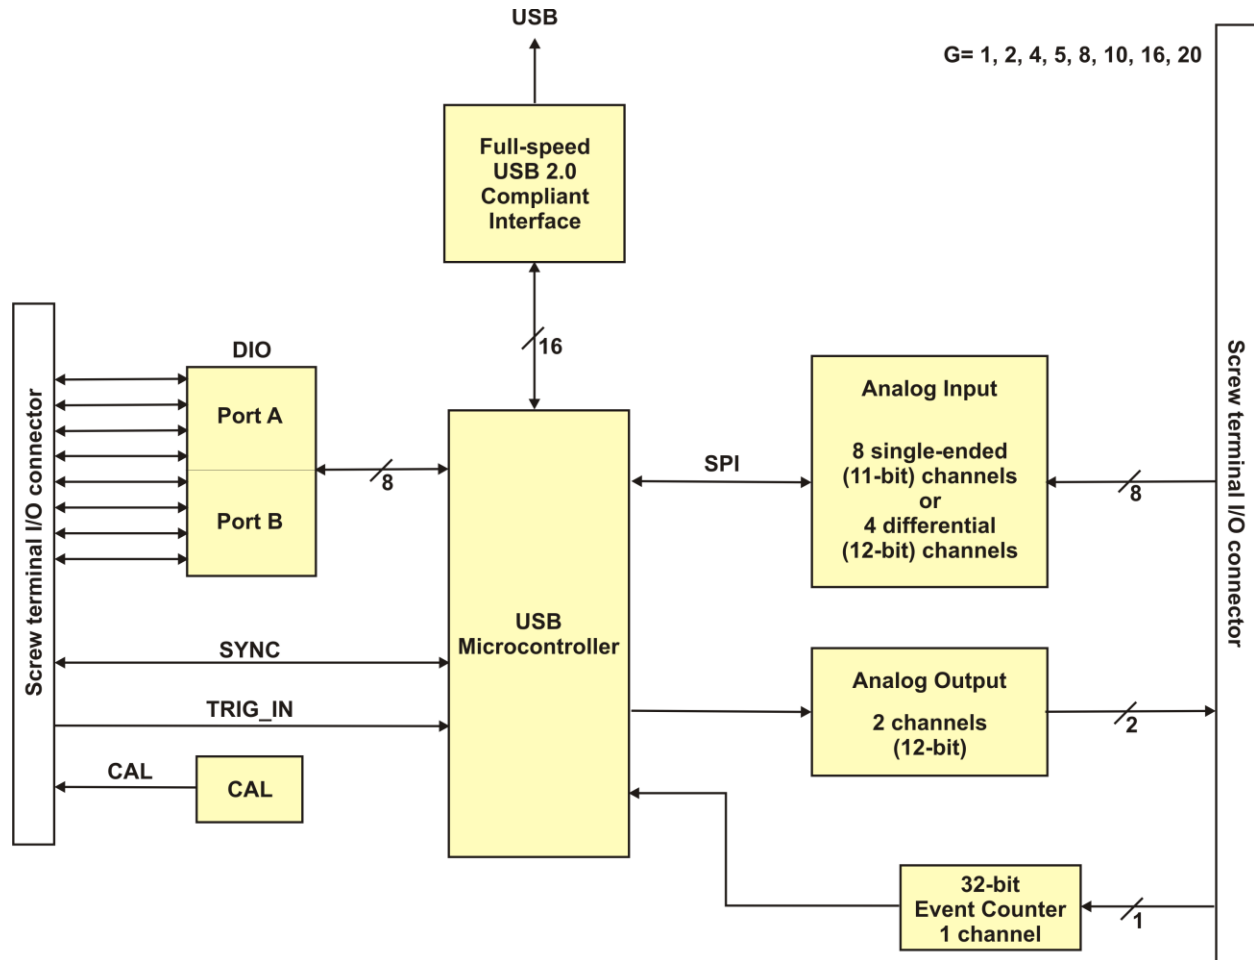 USB
G= 1, 2, 4, 5, 8, 10, 16, 20
Full-speed
USB 2.0
Compliant
Interface
16
DIO
Port A
Port B
8
Screw terminal I/O connector
SYNC
TRIG_IN
CAL
CAL
USB
Microcontroller
SPI
Analog Input
8 single-ended
(11-bit) channels
or
4 differential
(12-bit) channels
8
Analog Output
2 channels
(12-bit)
2
32-bit
Event Counter
1 channel
1
Screw terminal I/O connector